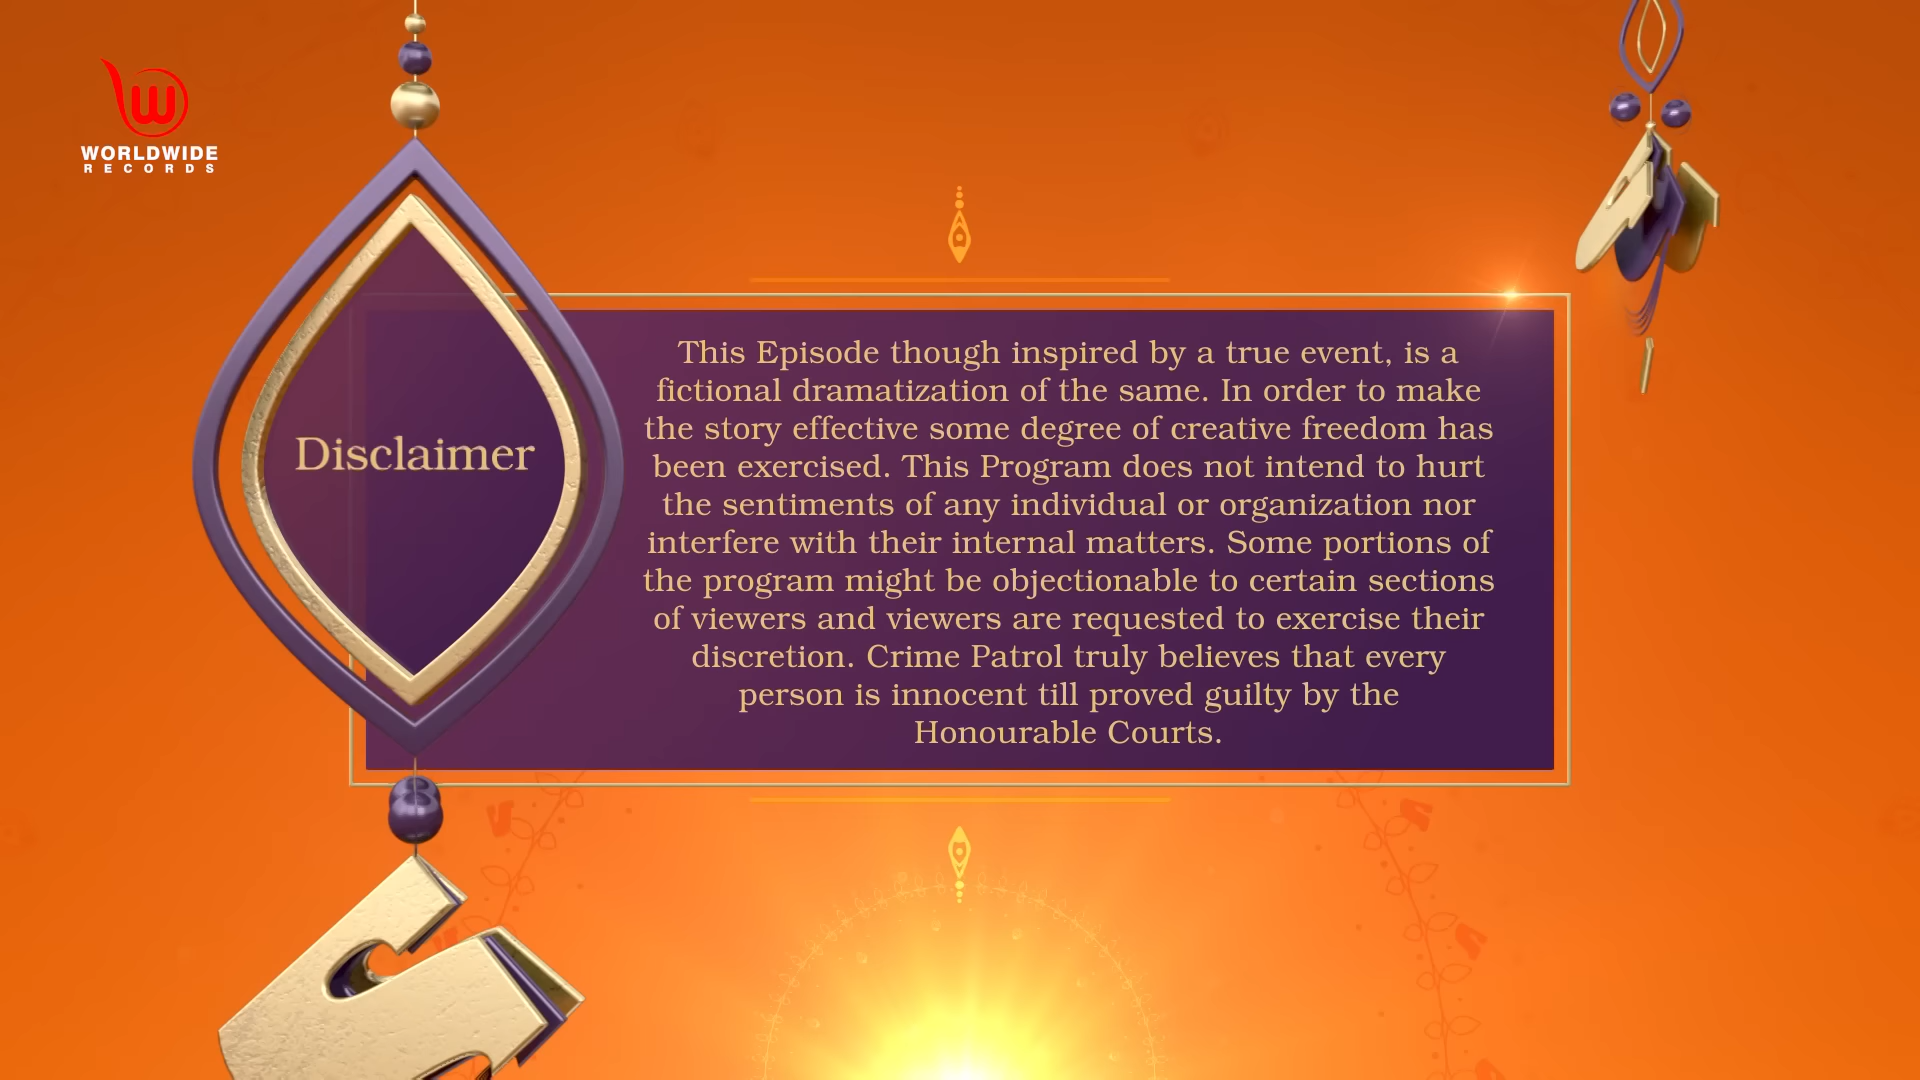 WORLDWIDE
RECORDS
Disclaimer
This Episode though inspired by a true event, is a
fictional dramatization of the same. In order to make
the story effective some degree of creative freedom has
been exercised. This Program does not intend to hurt
the sentiments of any individual or organization nor
interfere with their internal matters. Some portions of
the program might be objectionable to certain sections
of viewers and viewers are requested to exercise their
discretion. Crime Patrol truly believes that every
person is innocent till proved guilty by the
Honourable Courts.